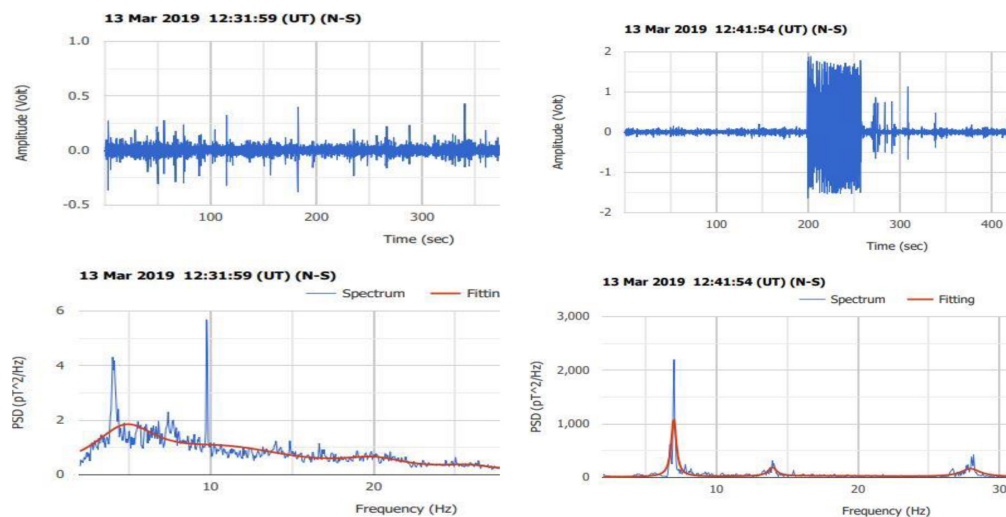 13 Mar 2019 12:31:59 (UT) (N-S)
1.0
0.5
0.0
-0.5
Amplitude (Volt)
100
200
300
Time (sec)
13 Mar 2019 12:41:54 (UT) (N-S)
2
1
0
-1
-2
Amplitude (Volt)
100
200
300
400
Time (sec)
13 Mar 2019 12:31:59 (UT) (N-S)
Spectrum
Fittin
6
4
2
0
PSD (pT^2/Hz)
10
20
Frequency (Hz)
13 Mar 2019 12:41:54 (UT) (N-S)
Spectrum
Fitting
3,000
2,000
1,000
0
PSD (pT^2/Hz)
10
20
30
Frequency (Hz)